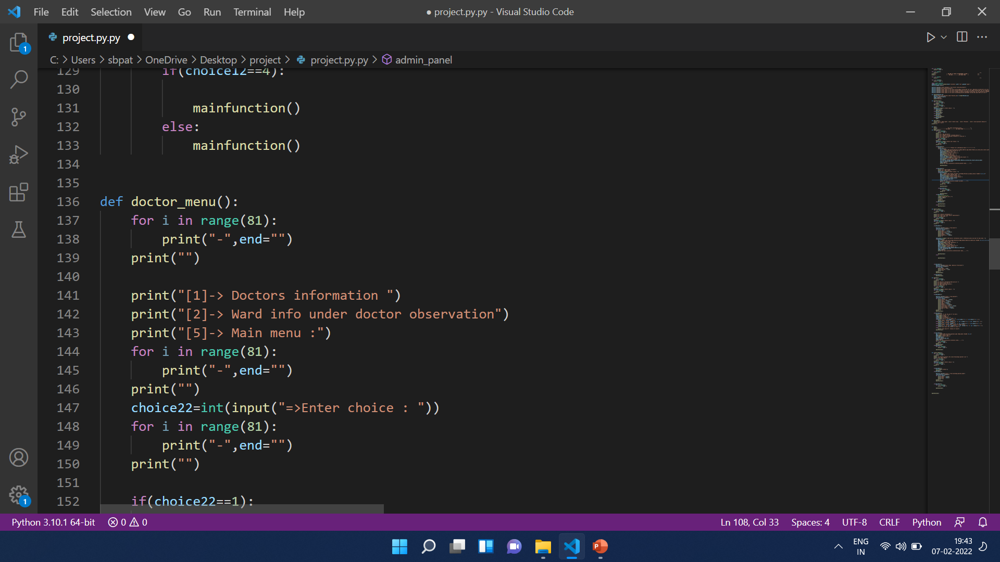 File Edit Selection View Go Run Terminal Help
● project.py.py - Visual Studio Code
project.py.py
C: > Users > sbpat > OneDrive > Desktop > project > project.py.py > admin_panel
129 if(choice12==4):
130
131 mainfunction()
132 else:
133 mainfunction()
134
135
136 def doctor_menu():
137 for i in range(81):
138 print("-",end="")
139 print("")
140
141 print("[1]-> Doctors information ")
142 print("[2]-> Ward info under doctor observation")
143 print("[5]-> Main menu :")
144 for i in range(81):
145 print("-",end="")
146 print("")
147 choice22=int(input("=>Enter choice : "))
148 for i in range(81):
149 print("-",end="")
150 print("")
151
152 if(choice22==1):
1
1
Python 3.10.1 64-bit 0 0
Ln 108, Col 33 Spaces: 4 UTF-8 CRLF Python
P
ENG
IN
19:43
07-02-2022